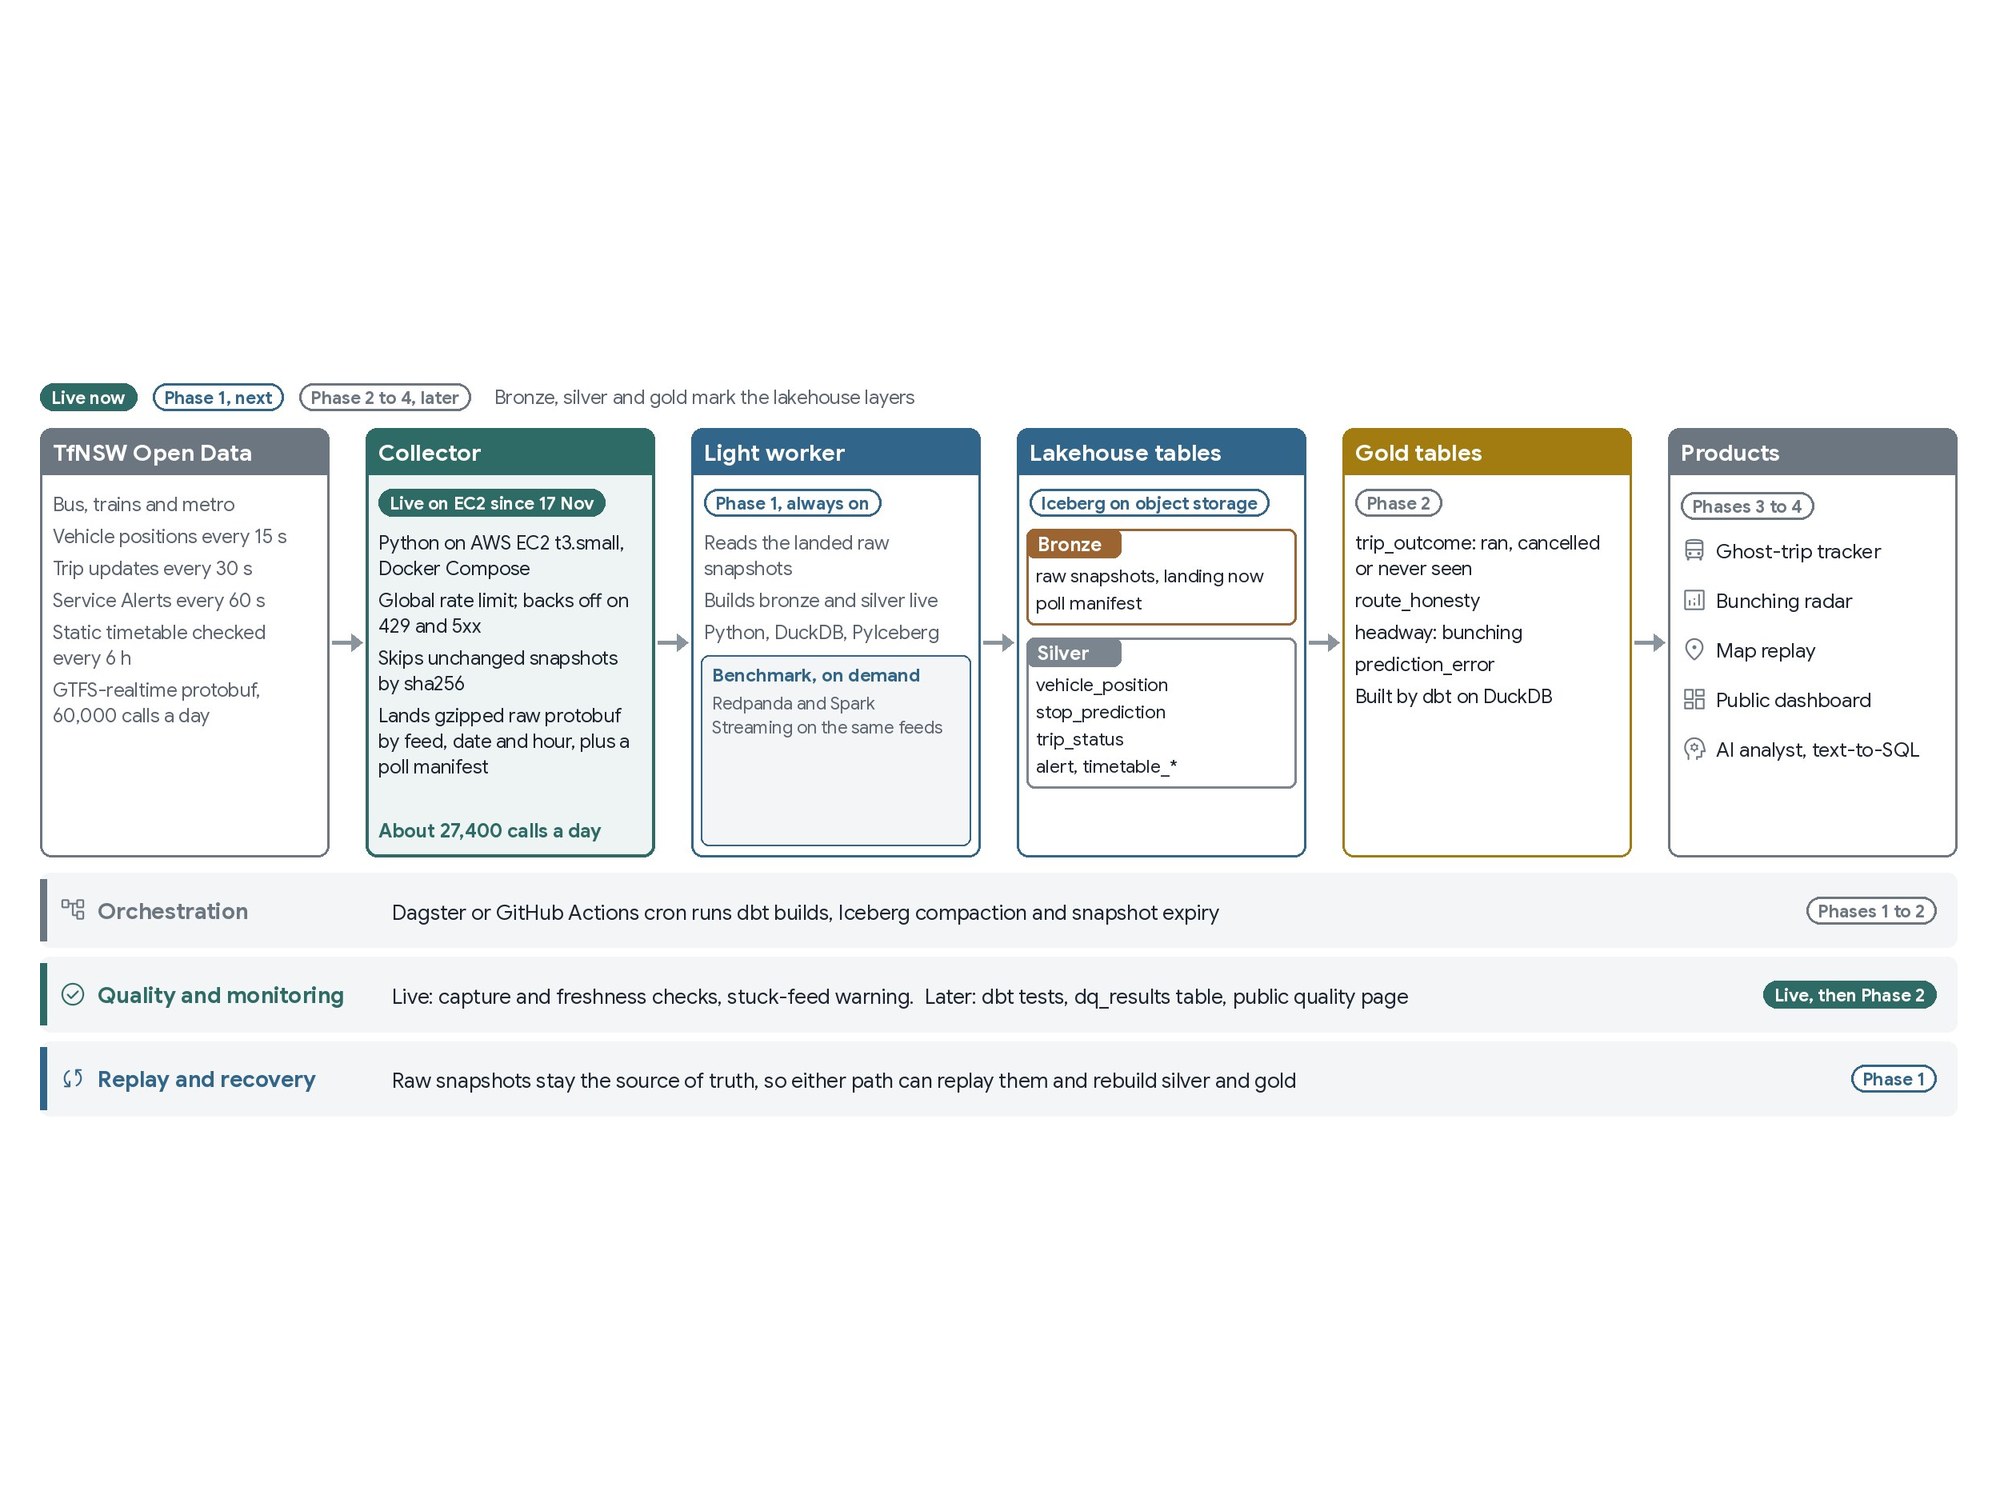 Live now
Phase 1, next
Phase 2 to 4, later
Bronze, silver and gold mark the lakehouse layers
TfNSW Open Data
Bus, trains and metro
Vehicle positions every 15 s
Trip updates every 30 s
Service Alerts every 60 s
Static timetable checked
every 6 h
GTFS-realtime protobuf,
60,000 calls a day
Collector
Live on EC2 since 17 Nov
Python on AWS EC2 t3.small,
Docker Compose
Global rate limit; backs off on
429 and 5xx
Skips unchanged snapshots
by sha256
Lands gzipped raw protobuf
by feed, date and hour, plus a
poll manifest
About 27,400 calls a day
Light worker
Phase 1, always on
Reads the landed raw
snapshots
Builds bronze and silver live
Python, DuckDB, PyIceberg
Benchmark, on demand
Redpanda and Spark
Streaming on the same feeds
Lakehouse tables
Iceberg on object storage
Bronze
raw snapshots, landing now
poll manifest
Silver
vehicle_position
stop_prediction
trip_status
alert, timetable_*
Gold tables
Phase 2
trip_outcome: ran, cancelled
or never seen
route_honesty
headway: bunching
prediction_error
Built by dbt on DuckDB
Products
Phases 3 to 4
Ghost-trip tracker
Bunching radar
Map replay
Public dashboard
AI analyst, text-to-SQL
Orchestration
Dagster or GitHub Actions cron runs dbt builds, Iceberg compaction and snapshot expiry
Phases 1 to 2
Quality and monitoring
Live: capture and freshness checks, stuck-feed warning.  Later: dbt tests, dq_results table, public quality page
Live, then Phase 2
Replay and recovery
Raw snapshots stay the source of truth, so either path can replay them and rebuild silver and gold
Phase 1